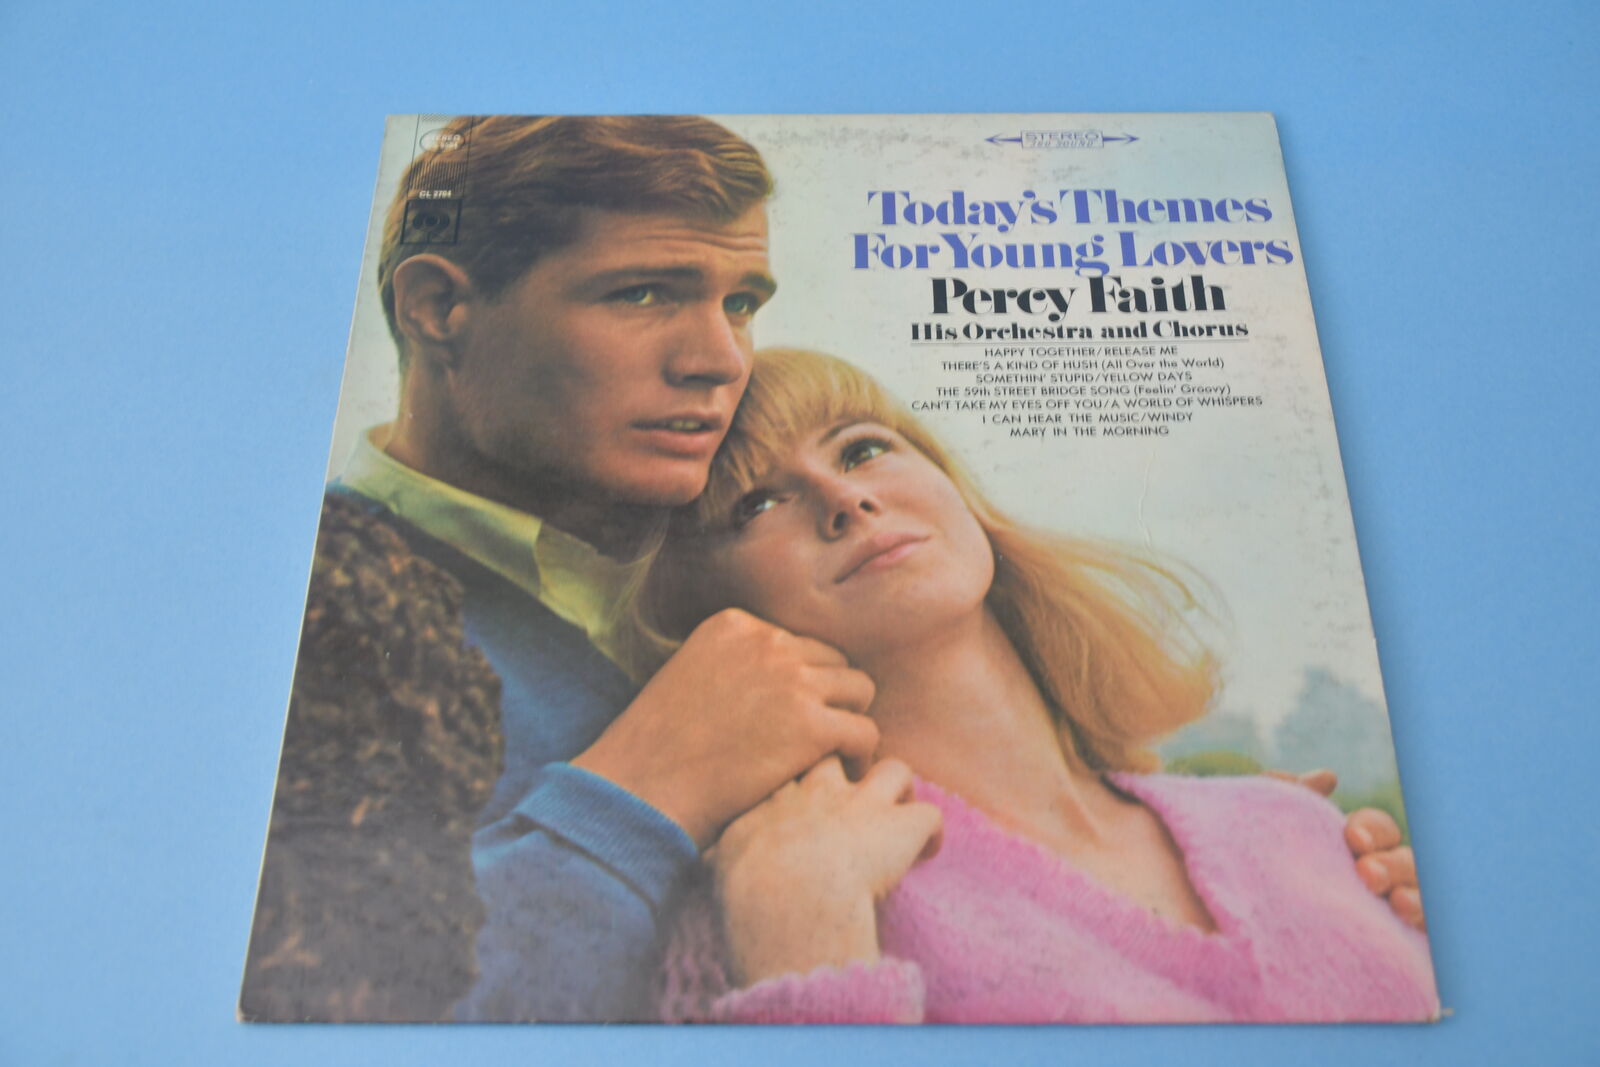 STEREO
CL 2704
STEREO
360 SOUND
Today's Themes
For Young Lovers
Percy Faith
His Orchestra and Chorus
HAPPY TOGETHER/RELEASE ME
THERE'S A KIND OF HUSH (All Over the World)
SOMETHIN' STUPID/YELLOW DAYS
THE 59th STREET BRIDGE SONG (Feelin' Groovy)
CAN'T TAKE MY EYES OFF YOU/A WORLD OF WHISPERS
I CAN HEAR THE MUSIC/WINDY
MARY IN THE MORNING